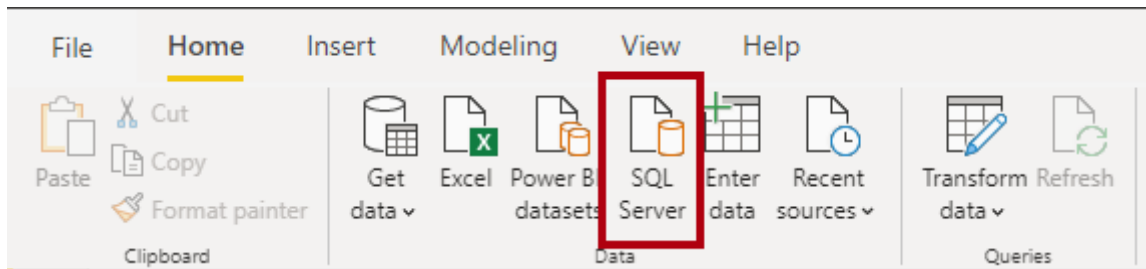 File Home Insert Modeling View Help
Cut
Copy
Format painter
Paste
Get
data
Excel
Power BI
datasets
SQL
Server
Enter
data
Recent
sources
Transform
data
Refresh
Clipboard
Data
Queries